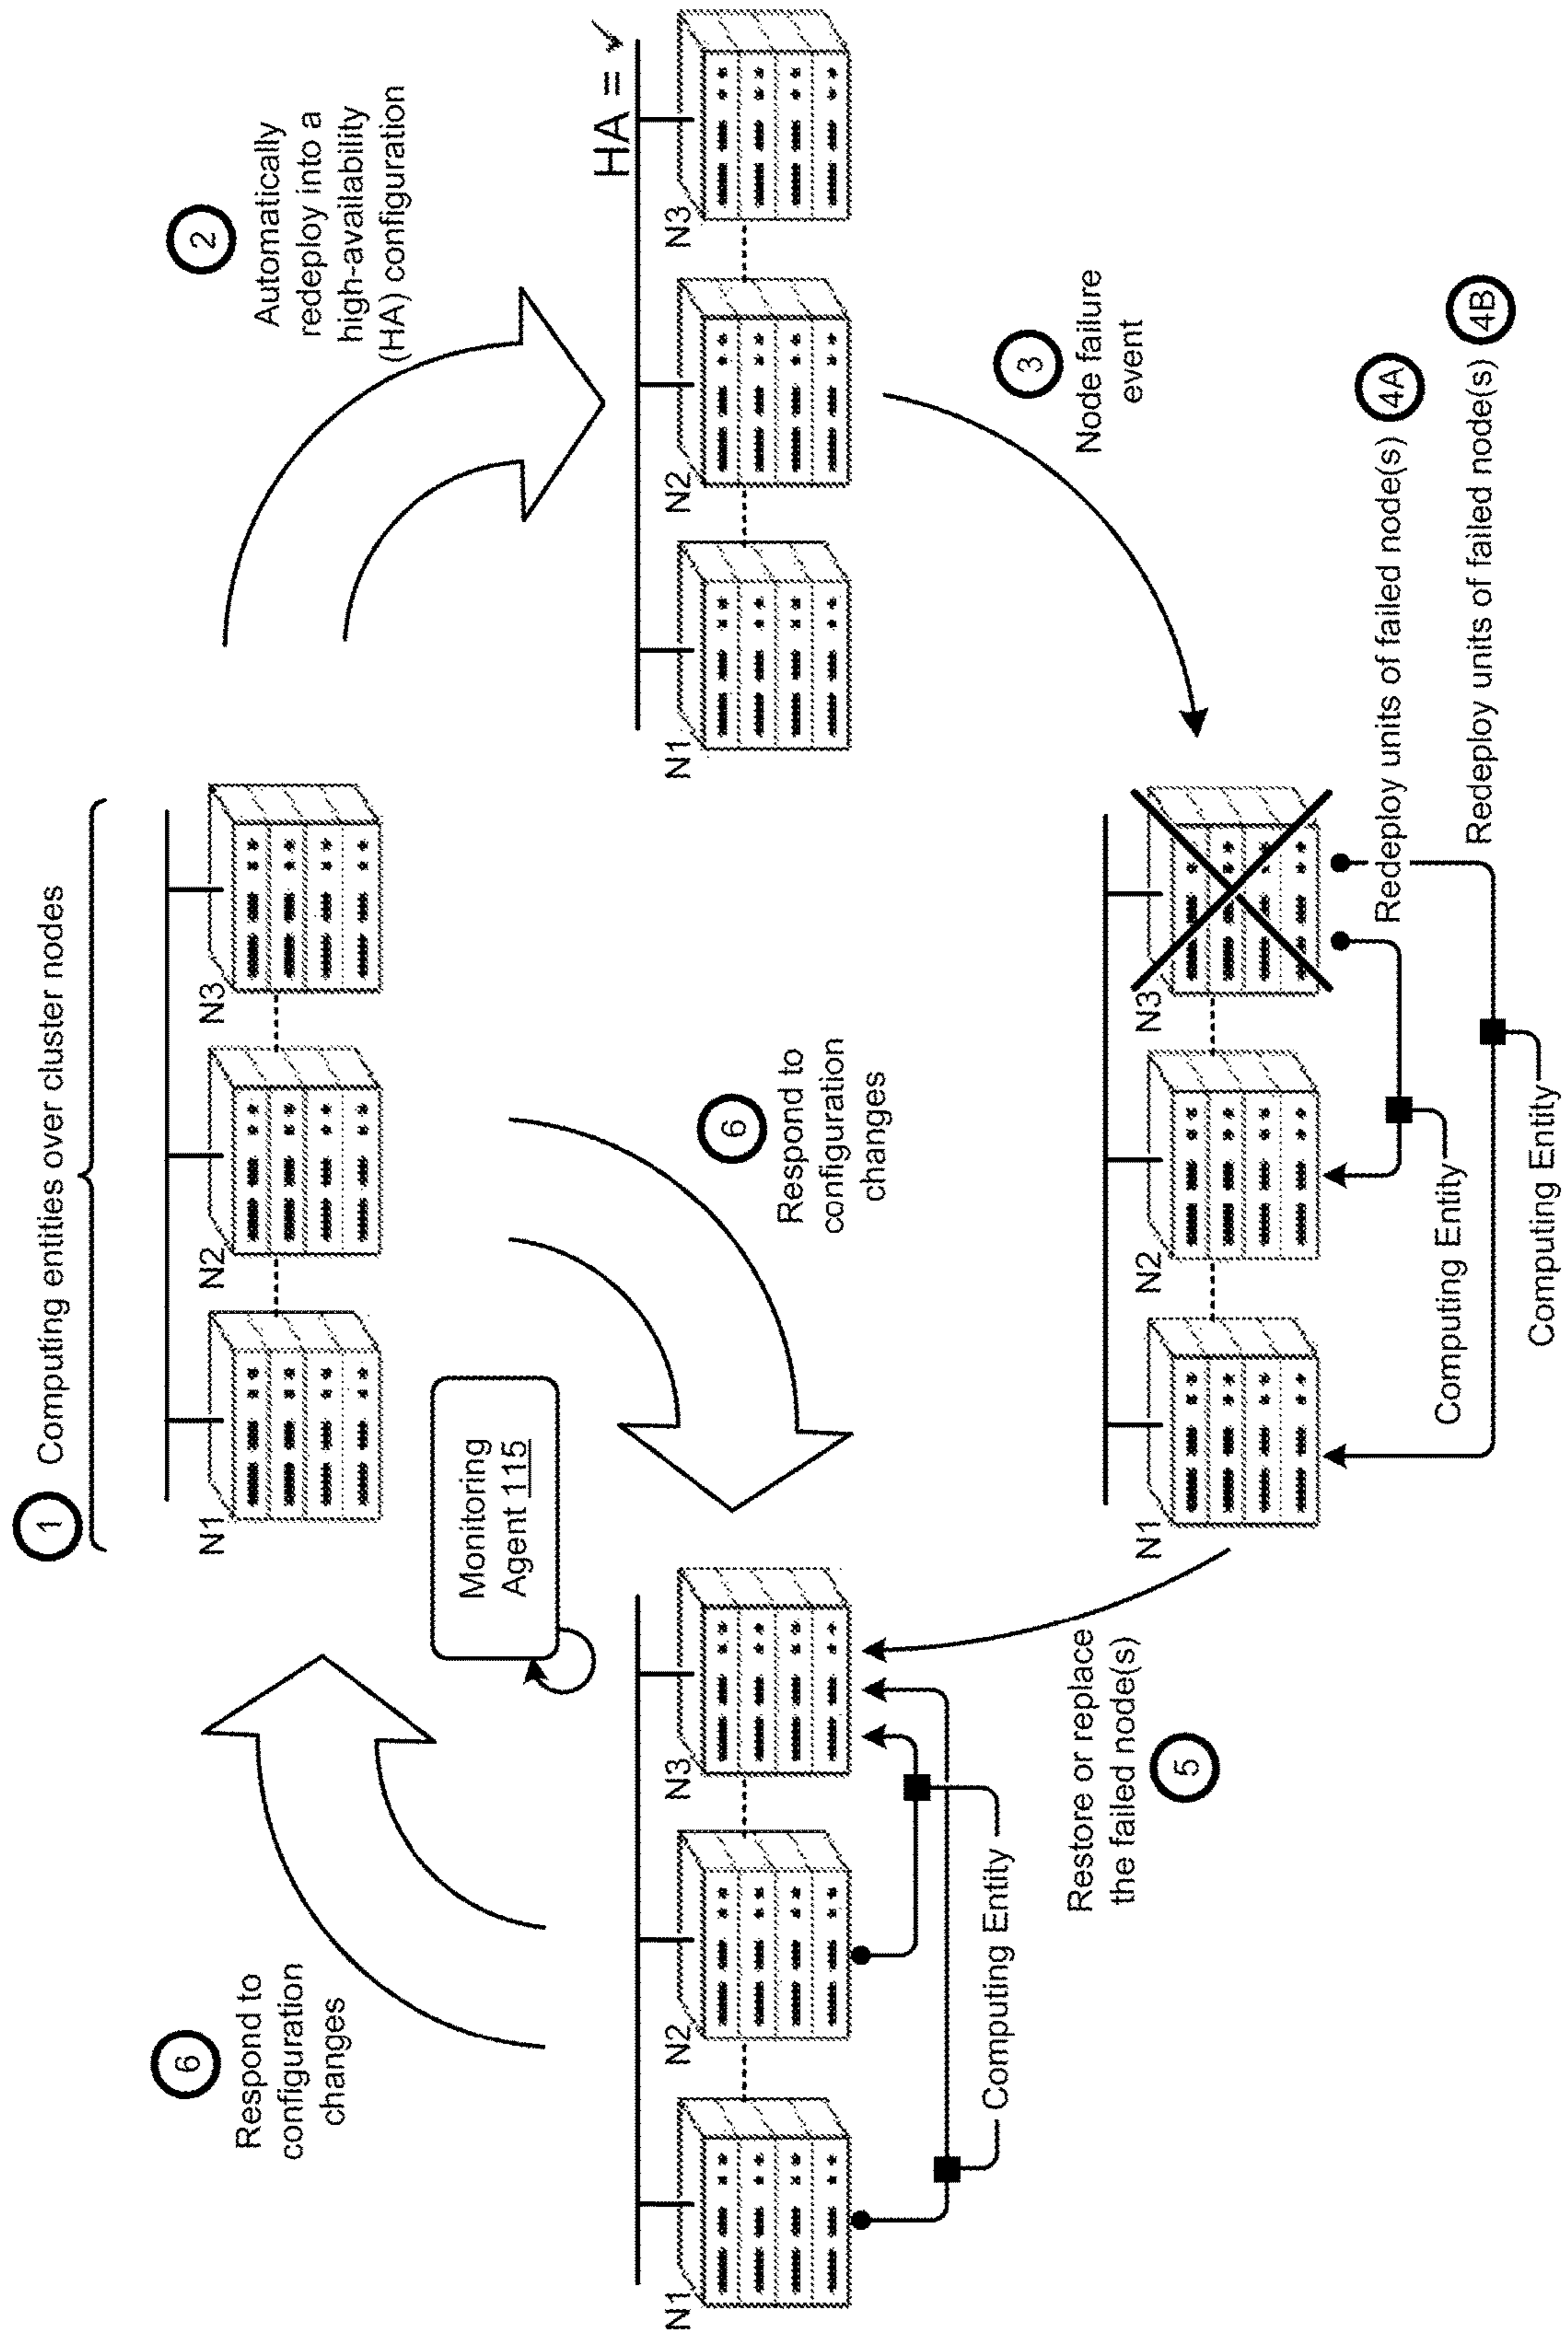 1 Computing entities over cluster nodes
N1
N2
N3
2
Automatically
redeploy into a
high-availability
(HA) configuration
6
Respond to
configuration
changes
Monitoring
Agent 115
6
Respond to
configuration
changes
HA = ✓
N1
N2
N3
N1
N2
N3
Computing Entity
5
Restore or replace
the failed node(s)
3
Node failure
event
N1
N2
N3
Redeploy units of failed node(s) 4A
Redeploy units of failed node(s) 4B
Computing Entity
Computing Entity